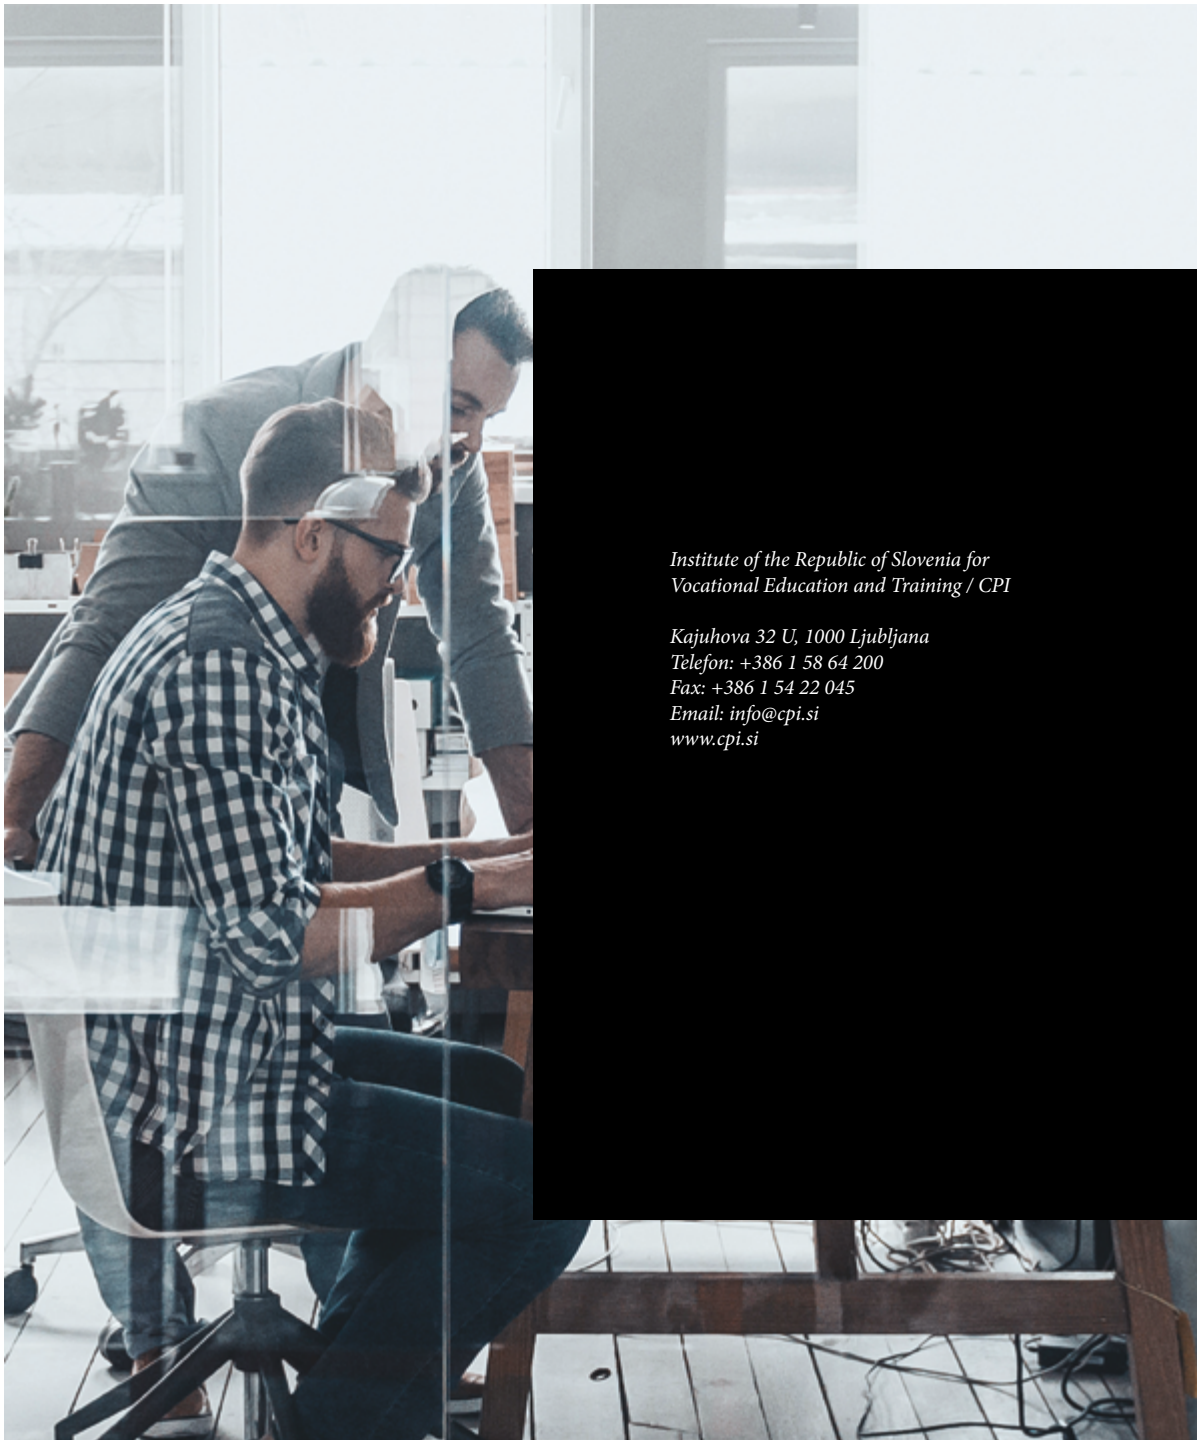 Institute of the Republic of Slovenia for
Vocational Education and Training / CPI
Kajuhova 32 U, 1000 Ljubljana
Telefon: +386 1 58 64 200
Fax: +386 1 54 22 045
Email: info@cpi.si
www.cpi.si